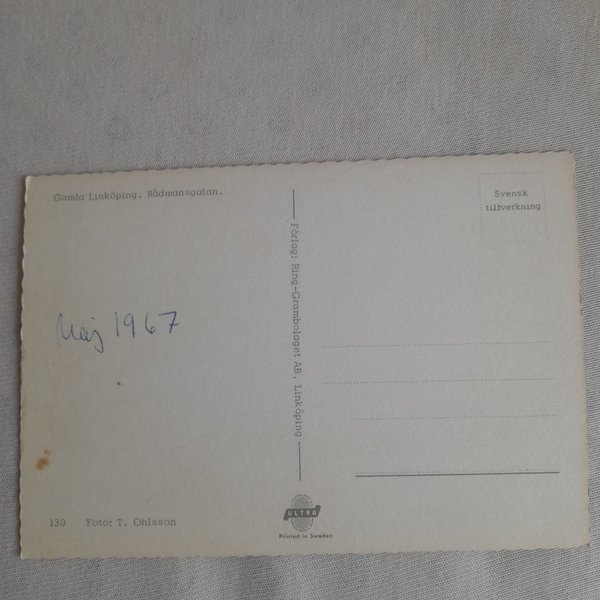 Gamla Linköping. Rådmansgatan.
Svensk
tillverkning
Maj 1967
Förlag: Ring-Grambolaget AB, Linköping
130 Foto: T. Ohlsson
ULTRA
Printed in Sweden